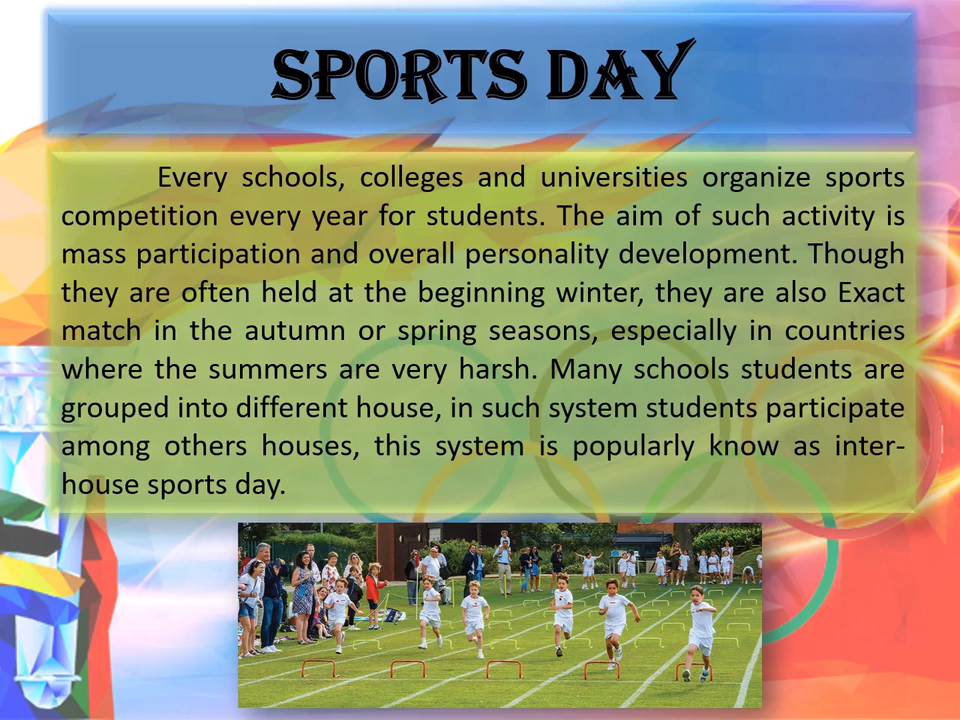 SPORTS DAY
Every schools, colleges and universities organize sports
competition every year for students. The aim of such activity is
mass participation and overall personality development. Though
they are often held at the beginning winter, they are also Exact
match in the autumn or spring seasons, especially in countries
where the summers are very harsh. Many schools students are
grouped into different house, in such system students participate
among others houses, this system is popularly know as inter-
house sports day.